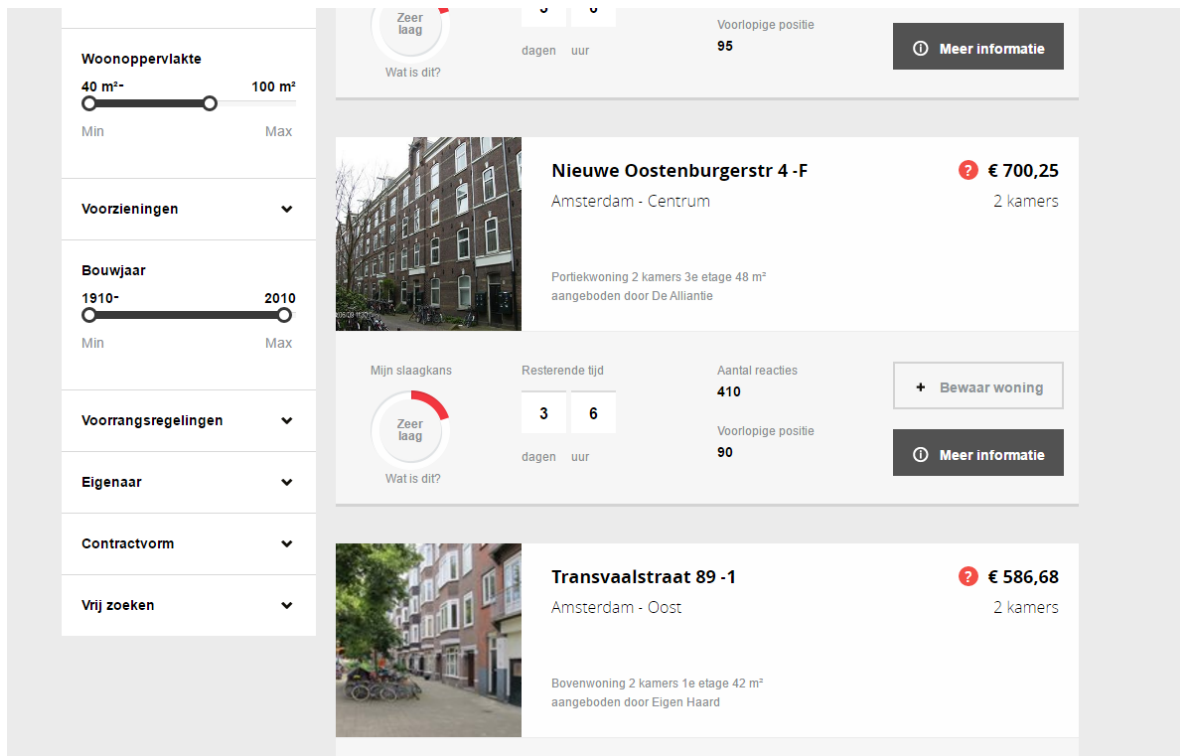 Woonoppervlakte
40 m²- 100 m²
Min Max
Voorzieningen
Bouwjaar
1910- 2010
Min Max
Voorrangsregelingen
Eigenaar
Contractvorm
Vrij zoeken
Zeer
laag
Wat is dit?
dagen uur
Voorlopige positie
95
Meer informatie
Nieuwe Oostenburgerstr 4 -F
? € 700,25
Amsterdam - Centrum
2 kamers
Portiekwoning 2 kamers 3e etage 48 m²
aangeboden door De Alliantie
Mijn slaagkans
Zeer
laag
Wat is dit?
Resterende tijd
3 6
dagen uur
Aantal reacties
410
Voorlopige positie
90
+ Bewaar woning
Meer informatie
Transvaalstraat 89 -1
? € 586,68
Amsterdam - Oost
2 kamers
Bovenwoning 2 kamers 1e etage 42 m²
aangeboden door Eigen Haard